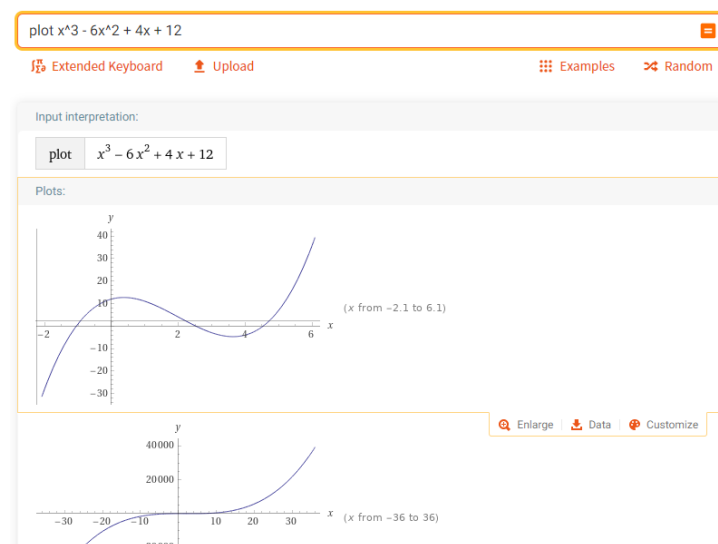 plot x^3 - 6x^2 + 4x + 12
Extended Keyboard Upload Examples Random
Input interpretation:
plot x³ – 6 x² + 4 x + 12
Plots:
y
40
30
20
10
-2 2 4 6 x
-10
-20
-30
(x from −2.1 to 6.1)
Enlarge Data Customize
y
40000
20000
-30 -20 -10 10 20 30 x
(x from −36 to 36)